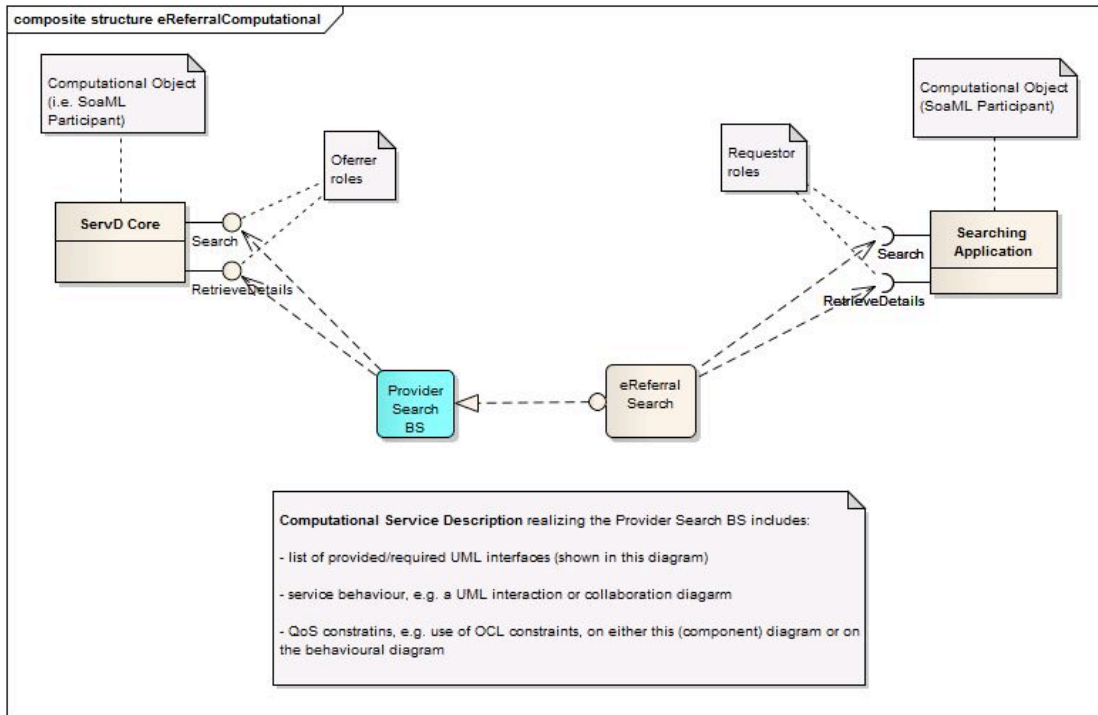 composite structure eReferralComputational
Computational Object
(i.e. SoaML
Participant)
Computational Object
(SoaML Participant)
Oferrer
roles
Requestor
roles
ServD Core
Search
RetrieveDetails
Searching
Application
Search
RetrieveDetails
Provider
Search
BS
eReferral
Search
Computational Service Description realizing the Provider Search BS includes:
- list of provided/required UML interfaces (shown in this diagram)
- service behaviour, e.g. a UML interaction or collaboration diagarm
- QoS constratins, e.g. use of OCL constraints, on either this (component) diagram or on
the behavioural diagram